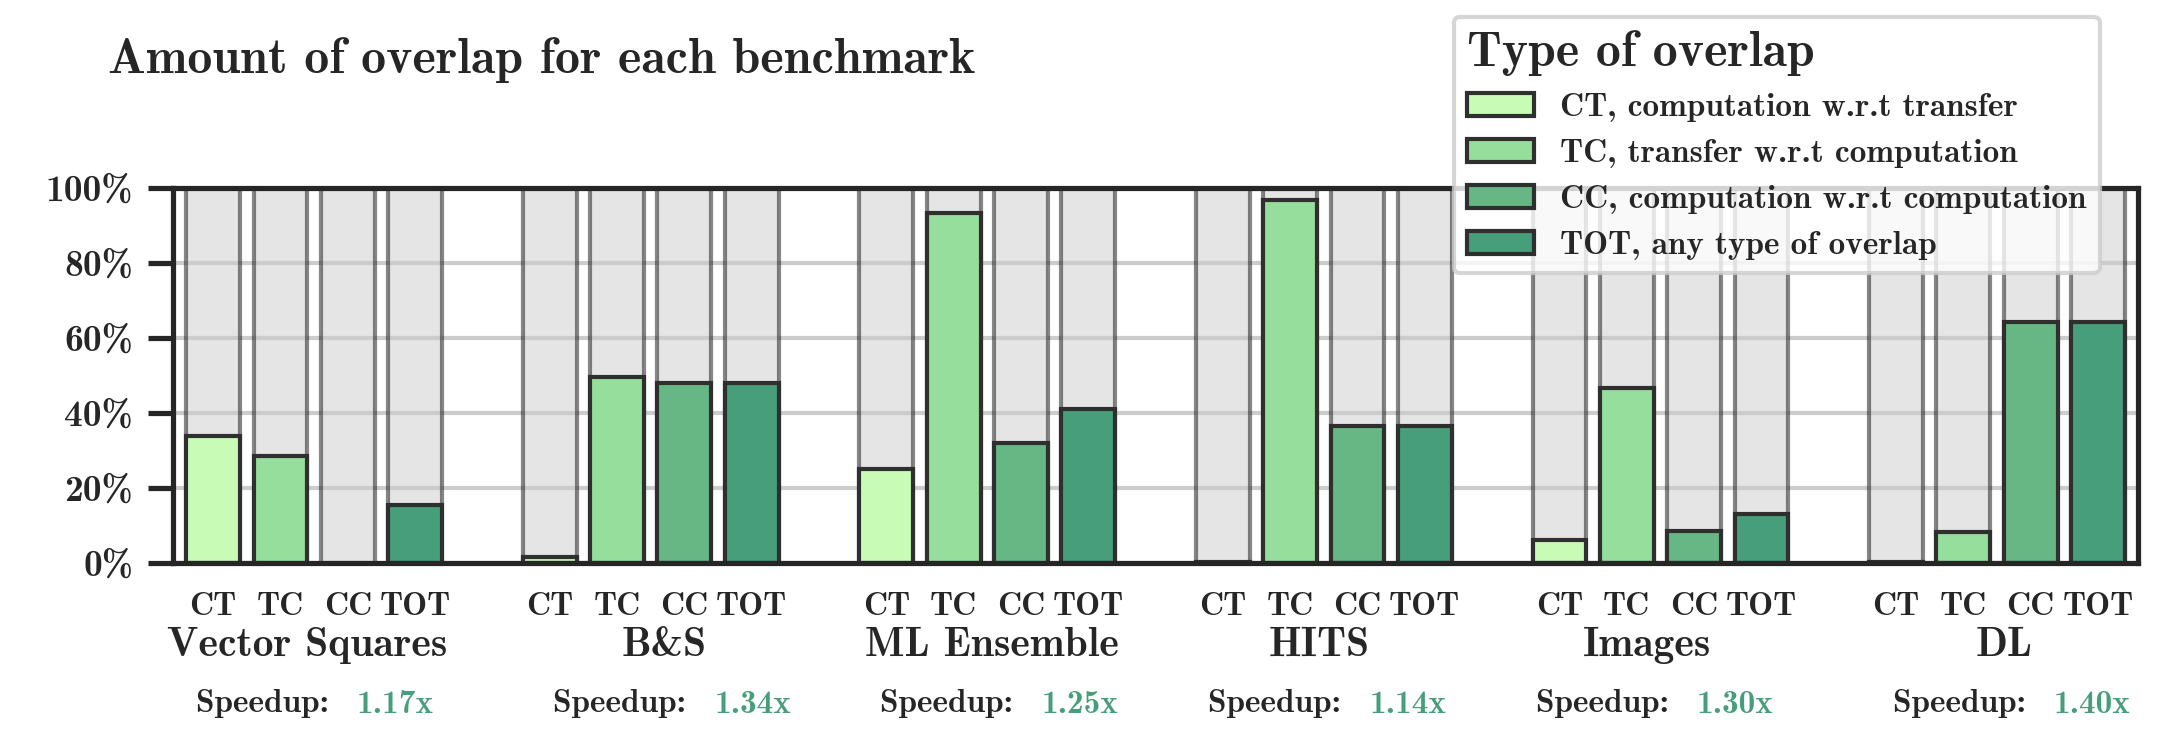 Amount of overlap for each benchmark
Type of overlap
CT, computation w.r.t transfer
TC, transfer w.r.t computation
CC, computation w.r.t computation
TOT, any type of overlap
100%
80%
60%
40%
20%
0%
CT TC CC TOT CT TC CC TOT CT TC CC TOT CT TC CC TOT CT TC CC TOT CT TC CC TOT
Vector Squares B&S ML Ensemble HITS Images DL
Speedup: 1.17x Speedup: 1.34x Speedup: 1.25x Speedup: 1.14x Speedup: 1.30x Speedup: 1.40x